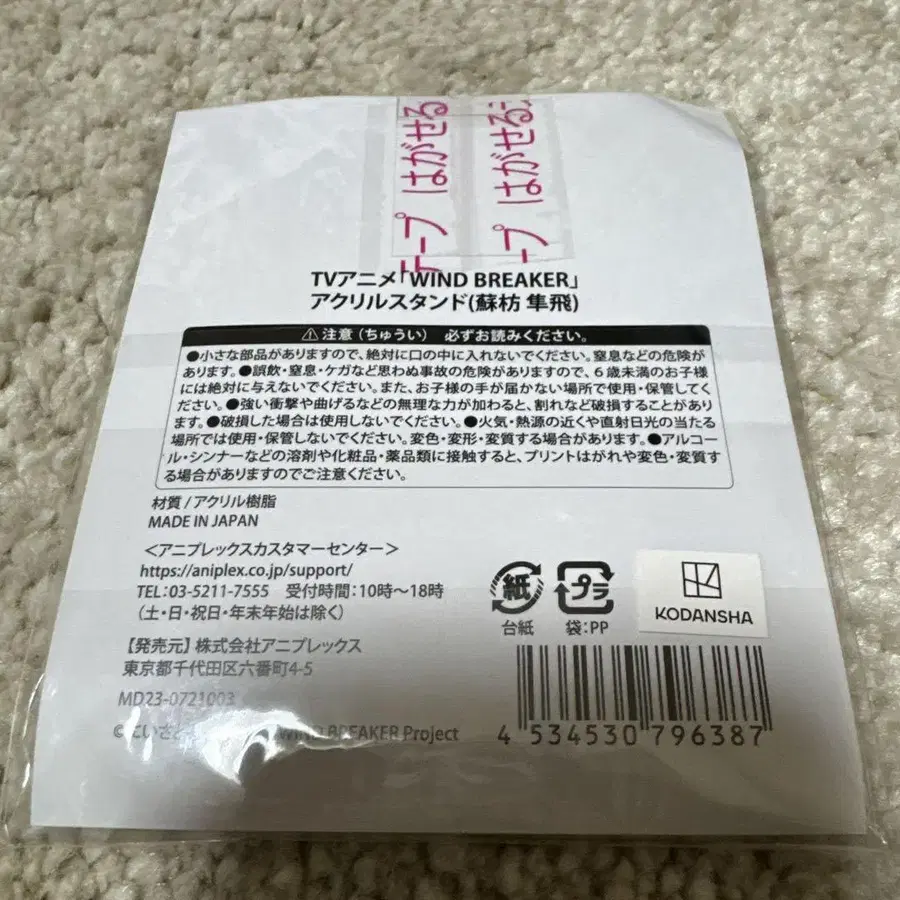 テープ はがせる
ープ はがせるテ
TVアニメ「WIND BREAKER」
アクリルスタンド(蘇枋 隼飛)
⚠注意（ちゅうい） 必ずお読みください。
●小さな部品がありますので、絶対に口の中に入れないでください。窒息などの危険が
あります。●誤飲・窒息・ケガなど思わぬ事故の危険がありますので、6歳未満のお子様
には絶対に与えないでください。また、お子様の手が届かない場所で使用・保管してく
ださい。●強い衝撃や曲げるなどの無理な力が加わると、割れなど破損することがあり
ます。●破損した場合は使用しないでください。●火気・熱源の近くや直射日光の当たる
場所では使用・保管しないでください。変色・変形・変質する場合があります。●アルコー
ル・シンナーなどの溶剤や化粧品・薬品類に接触すると、プリントはがれや変色・変質す
る場合がありますのでご注意ください。
材質/アクリル樹脂
MADE IN JAPAN
＜アニプレックスカスタマーセンター＞
https://aniplex.co.jp/support/
TEL：03-5211-7555 受付時間：10時～18時
（土・日・祝日・年末年始は除く）
【発売元】株式会社アニプレックス
東京都千代田区六番町4-5
MD23-0721003
©にいさと WIND BREAKER Project
紙
台紙
プラ
袋：PP
KODANSHA
4 534530 796387